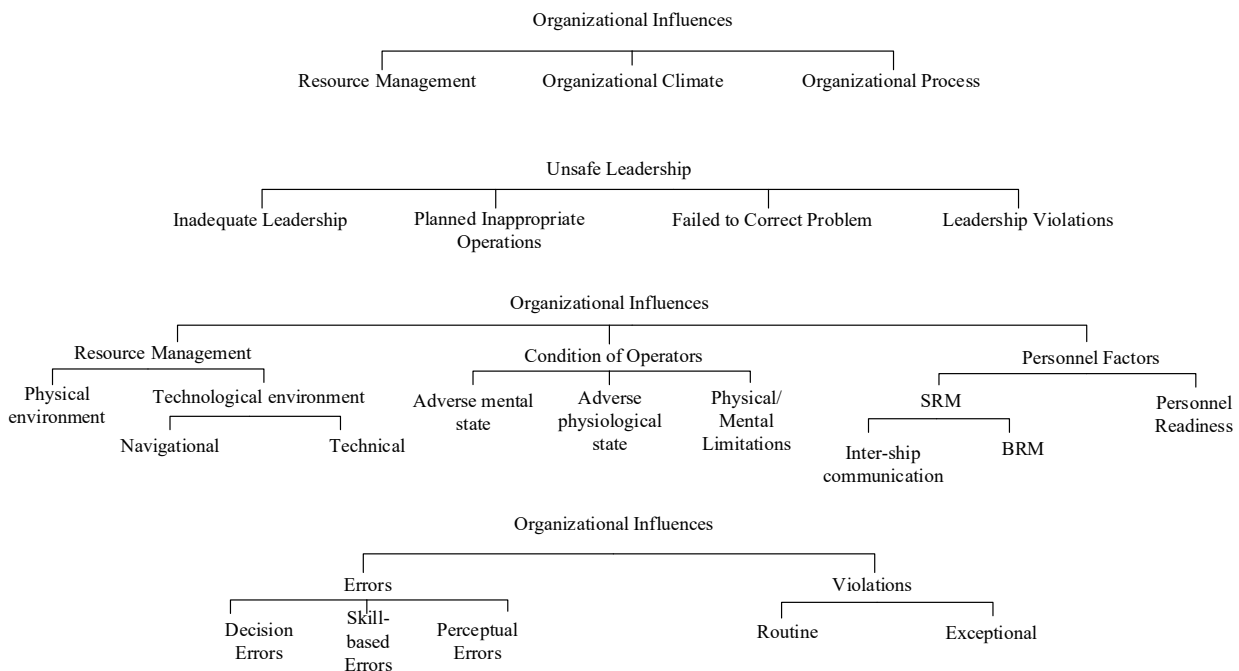 Organizational Influences
Resource Management Organizational Climate Organizational Process
Unsafe Leadership
Inadequate Leadership
Planned Inappropriate
Operations
Failed to Correct Problem
Leadership Violations
Organizational Influences
Resource Management
Condition of Operators
Personnel Factors
Physical
environment
Technological environment
Adverse mental
state
Adverse
physiological
state
Physical/
Mental
Limitations
SRM
Personnel
Readiness
Navigational
Technical
Inter-ship
communication
BRM
Organizational Influences
Errors
Violations
Decision
Errors
Skill-
based
Errors
Perceptual
Errors
Routine
Exceptional